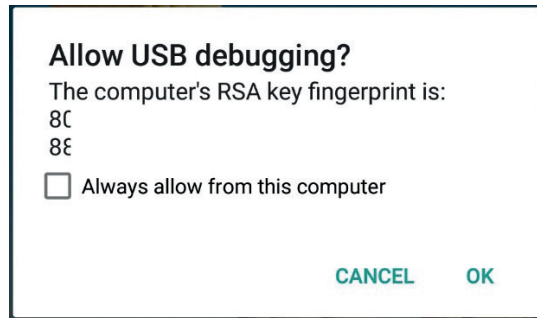 Allow USB debugging?
The computer's RSA key fingerprint is:
Always allow from this computer
CANCEL OK